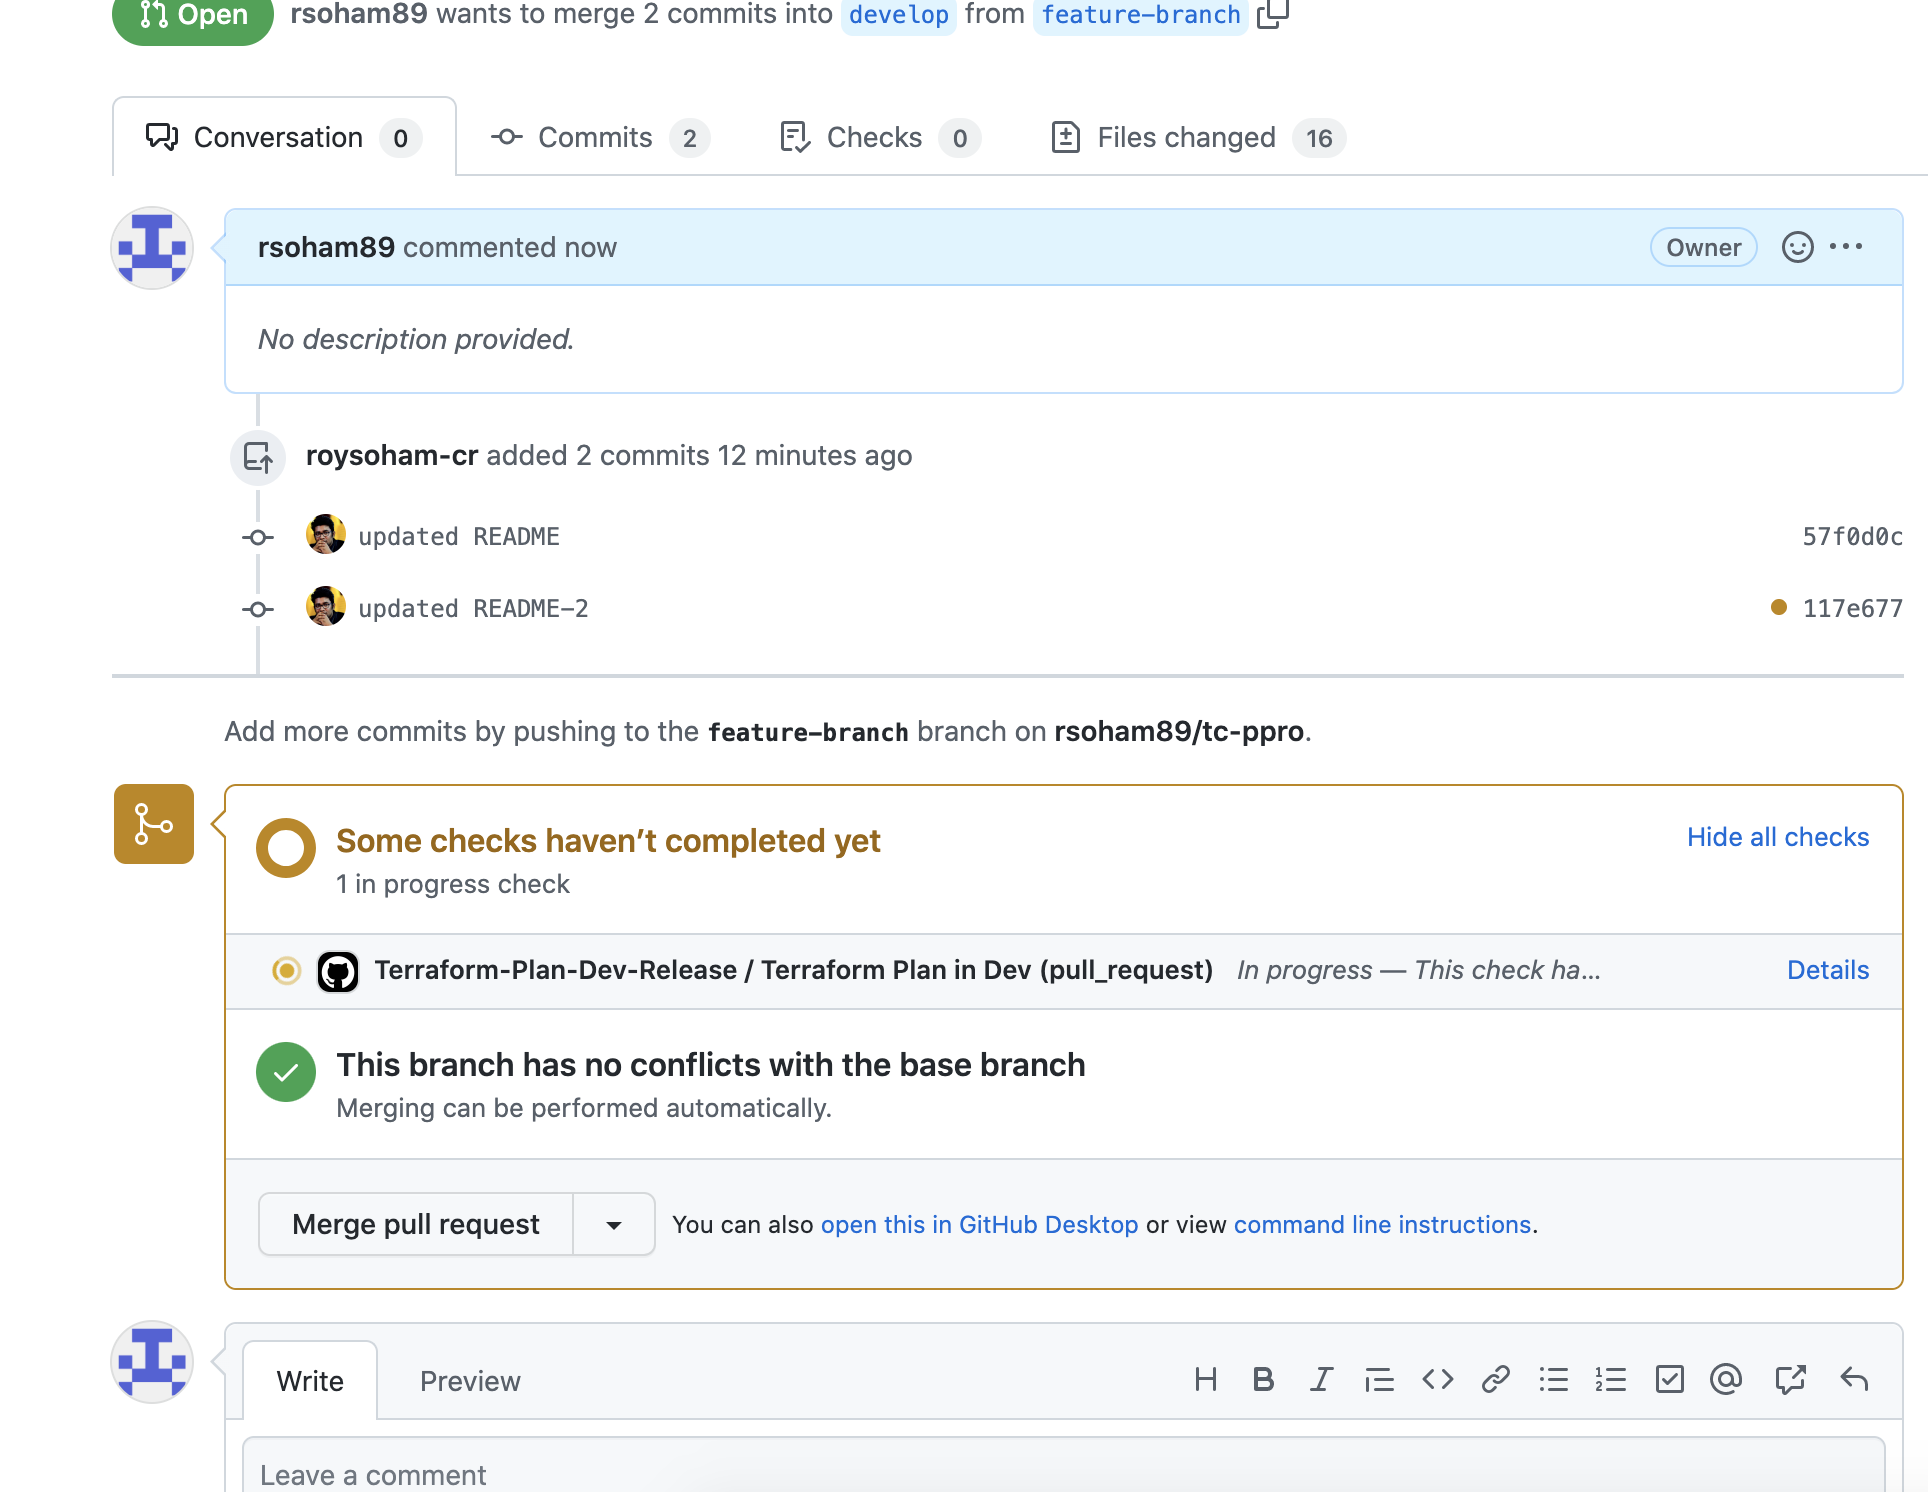 Open rsoham89 wants to merge 2 commits into develop from feature-branch
Conversation 0 Commits 2 Checks 0 Files changed 16
rsoham89 commented now Owner
No description provided.
roysoham-cr added 2 commits 12 minutes ago
updated README 57f0d0c
updated README-2 117e677
Add more commits by pushing to the feature-branch branch on rsoham89/tc-ppro.
Some checks haven’t completed yet Hide all checks
1 in progress check
Terraform-Plan-Dev-Release / Terraform Plan in Dev (pull_request) In progress — This check ha... Details
This branch has no conflicts with the base branch
Merging can be performed automatically.
Merge pull request You can also open this in GitHub Desktop or view command line instructions.
Write Preview
Leave a comment